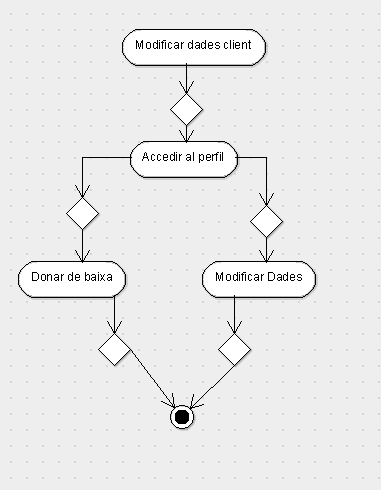 Modificar dades client
Accedir al perfil
Donar de baixa
Modificar Dades